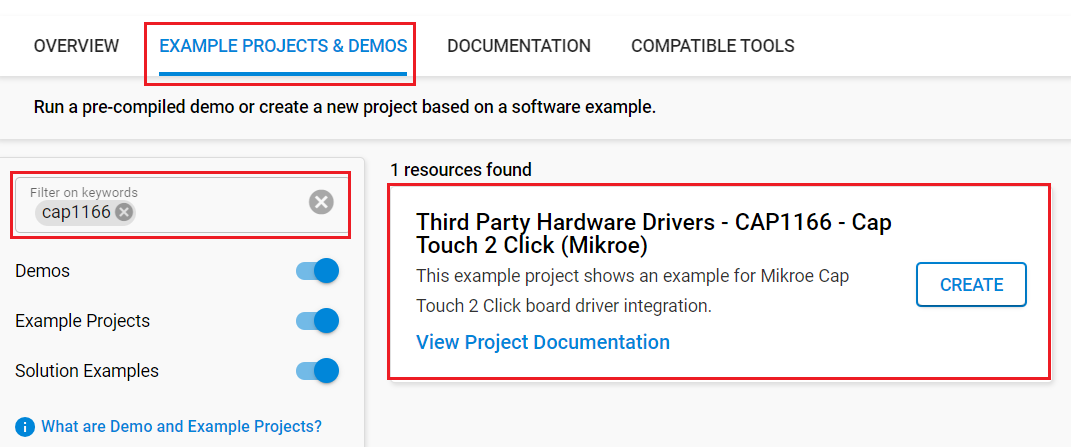 OVERVIEW
EXAMPLE PROJECTS & DEMOS
DOCUMENTATION
COMPATIBLE TOOLS
Run a pre-compiled demo or create a new project based on a software example.
Filter on keywords
cap1166
Demos
Example Projects
Solution Examples
What are Demo and Example Projects?
1 resources found
Third Party Hardware Drivers - CAP1166 - Cap
Touch 2 Click (Mikroe)
This example project shows an example for Mikroe Cap
Touch 2 Click board driver integration.
View Project Documentation
CREATE